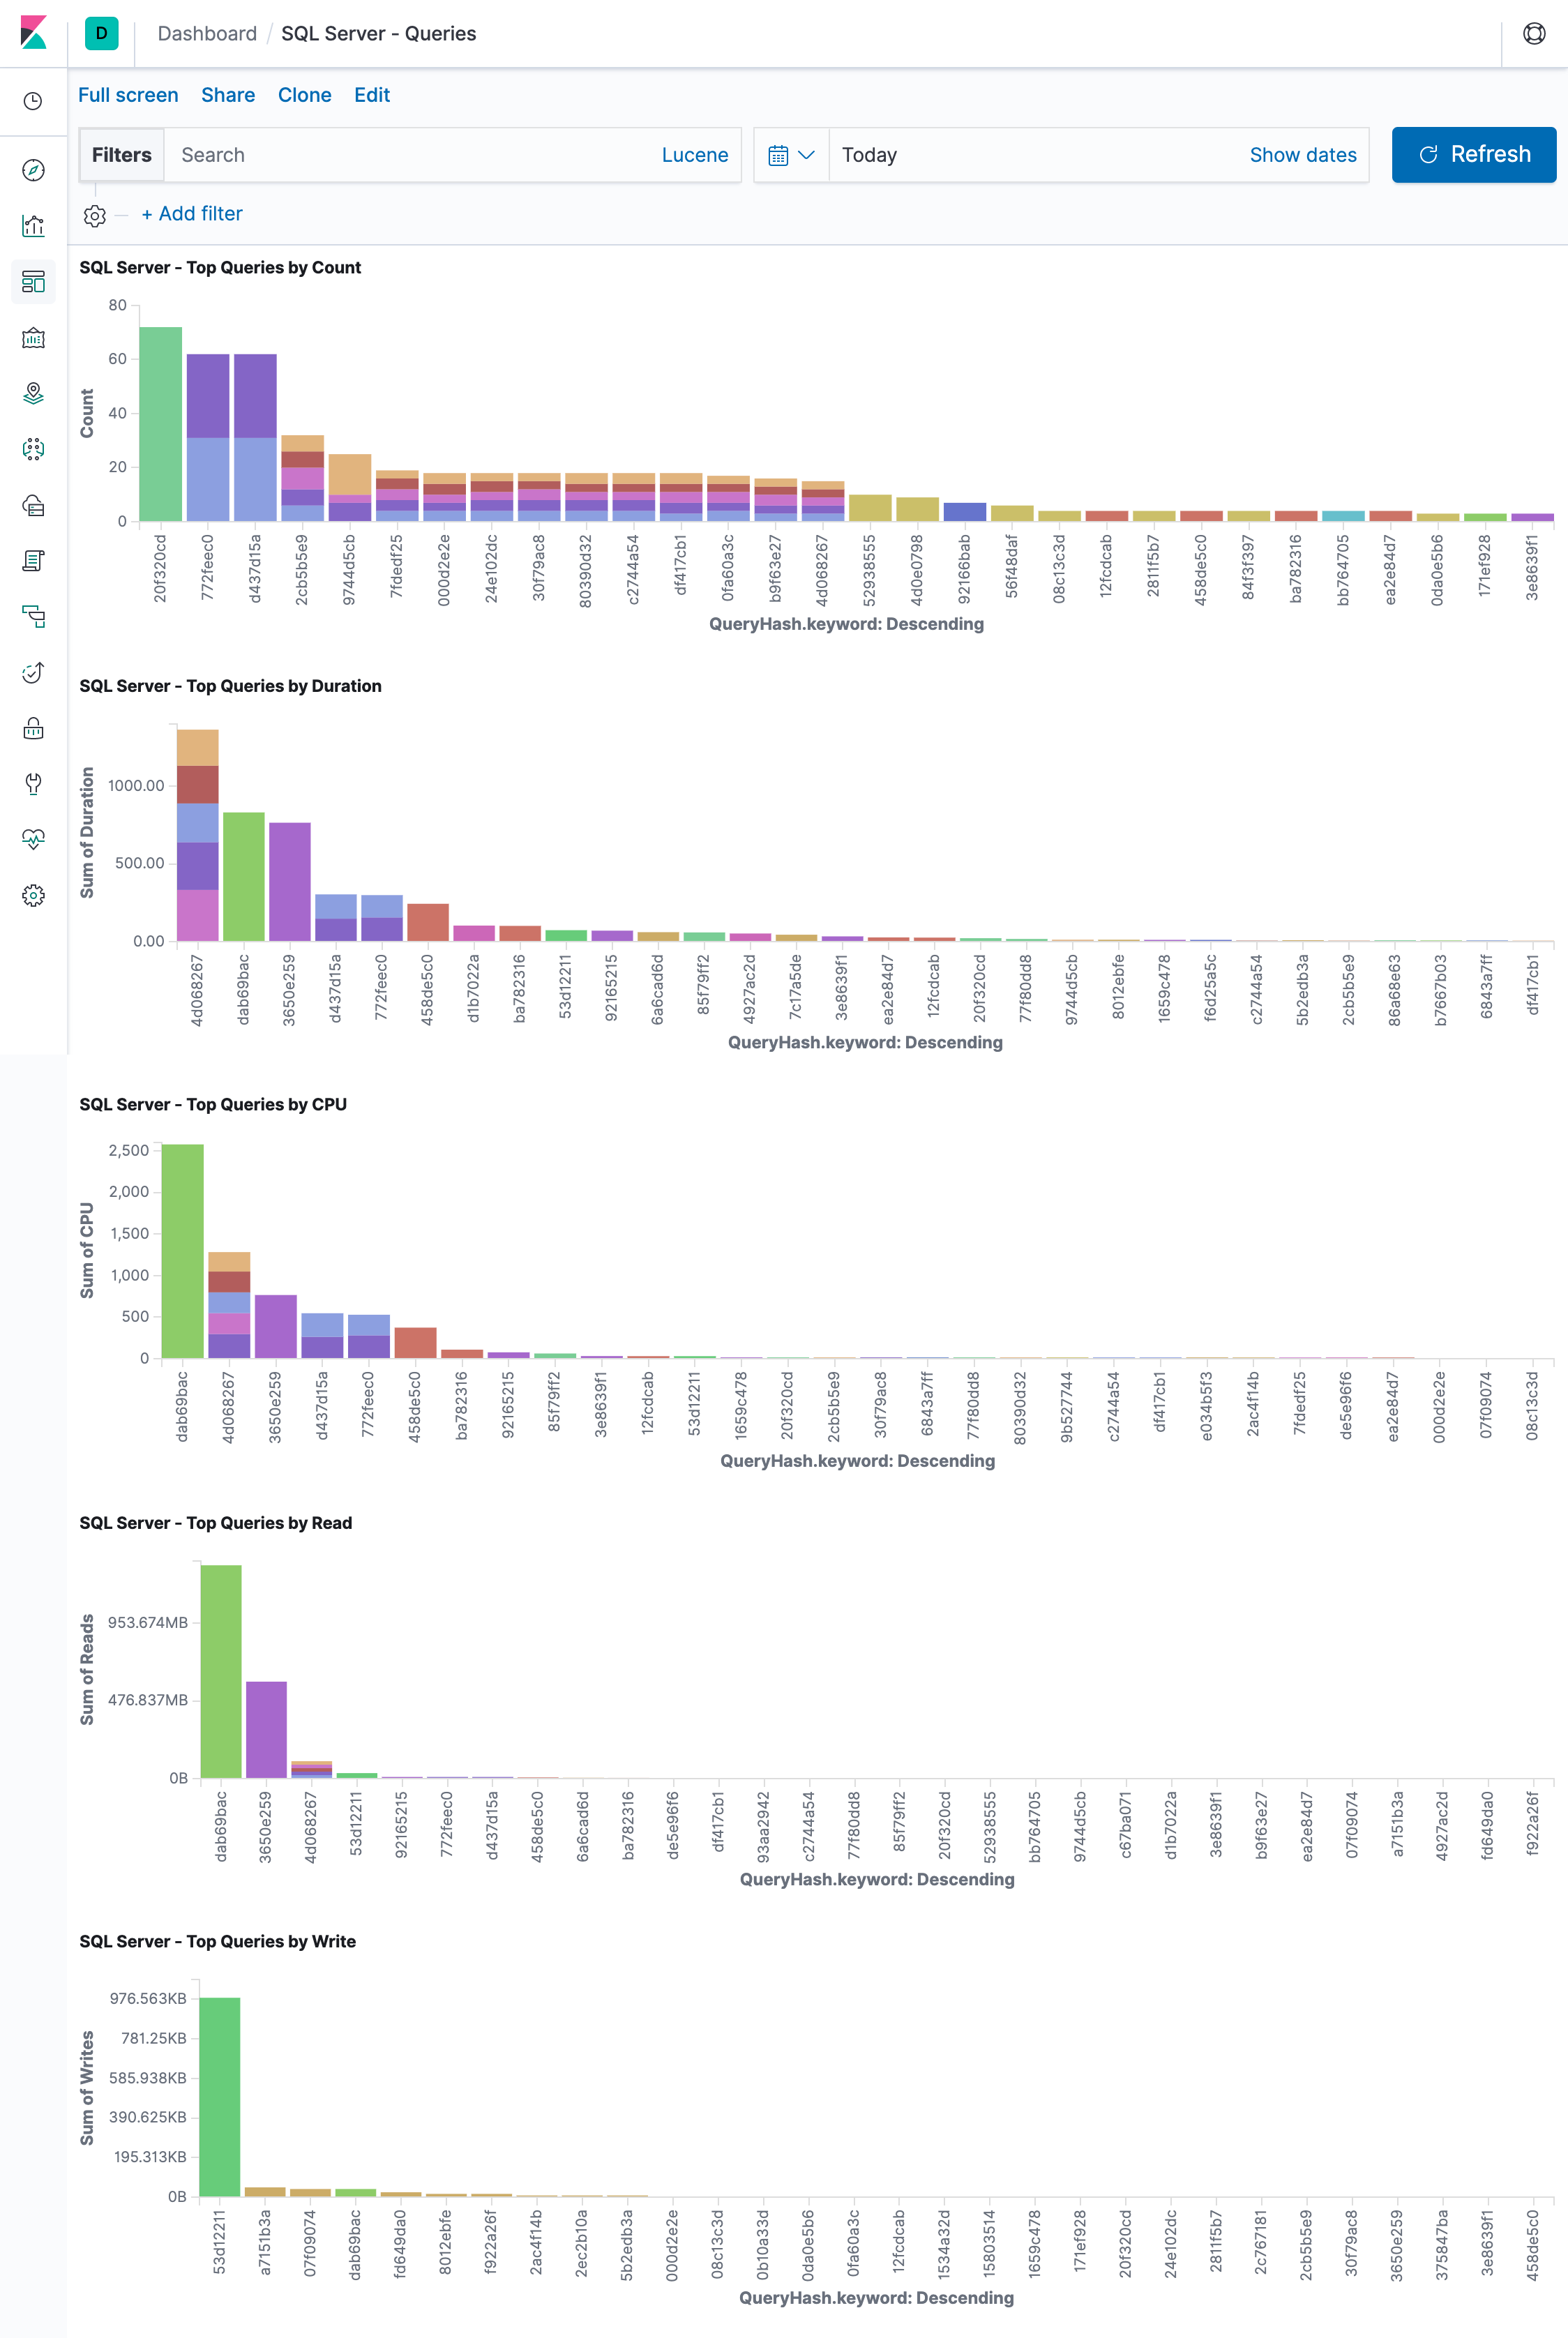 D Dashboard / SQL Server - Queries
Full screen Share Clone Edit
Filters Search Lucene Today Show dates Refresh
+ Add filter
SQL Server - Top Queries by Count
80
60
40
20
0
Count
20f320cd 772feec0 d437d15a 2cb5b5e9 9744d5cb 7fdedf25 000d2e2e 24e102dc 30f79ac8 80390d32 c2744a54 df417cb1 0fa60a3c b9f63e27 4d068267 52938555 4d0e0798 92166bab 56f48daf 08c13c3d 12fcdcab 2811f5b7 458de5c0 84f3f397 ba782316 bb764705 ea2e84d7 0da0e5b6 171ef928 3e8639f1
QueryHash.keyword: Descending
SQL Server - Top Queries by Duration
1000.00
500.00
0.00
Sum of Duration
4d068267 dab69bac 3650e259 d437d15a 772feec0 458de5c0 d1b7022a ba782316 53d12211 92165215 6a6cad6d 85f79ff2 4927ac2d 7c17a5de 3e8639f1 ea2e84d7 12fcdcab 20f320cd 77f80dd8 9744d5cb 8012ebfe 1659c478 f6d25a5c c2744a54 5b2edb3a 2cb5b5e9 86a68e63 b7667b03 6843a7ff df417cb1
QueryHash.keyword: Descending
SQL Server - Top Queries by CPU
2,500
2,000
1,500
1,000
500
0
Sum of CPU
dab69bac 4d068267 3650e259 d437d15a 772feec0 458de5c0 ba782316 92165215 85f79ff2 3e8639f1 12fcdcab 53d12211 1659c478 20f320cd 2cb5b5e9 30f79ac8 6843a7ff 77f80dd8 80390d32 9b527744 c2744a54 df417cb1 e034b5f3 2ac4f14b 7fdedf25 de5e96f6 ea2e84d7 000d2e2e 07f09074 08c13c3d
QueryHash.keyword: Descending
SQL Server - Top Queries by Read
953.674MB
476.837MB
0B
Sum of Reads
dab69bac 3650e259 4d068267 53d12211 92165215 772feec0 d437d15a 458de5c0 6a6cad6d ba782316 de5e96f6 df417cb1 93aa2942 c2744a54 77f80dd8 85f79ff2 20f320cd 52938555 bb764705 9744d5cb c67ba071 d1b7022a 3e8639f1 b9f63e27 ea2e84d7 07f09074 a7151b3a 4927ac2d fd649da0 f922a26f
QueryHash.keyword: Descending
SQL Server - Top Queries by Write
976.563KB
781.25KB
585.938KB
390.625KB
195.313KB
0B
Sum of Writes
53d12211 a7151b3a 07f09074 dab69bac fd649da0 8012ebfe f922a26f 2ac4f14b 2ec2b10a 5b2edb3a 000d2e2e 08c13c3d 0b10a33d 0da0e5b6 0fa60a3c 12fcdcab 1534a32d 15803514 1659c478 171ef928 20f320cd 24e102dc 2811f5b7 2c767181 2cb5b5e9 30f79ac8 3650e259 375847ba 3e8639f1 458de5c0
QueryHash.keyword: Descending